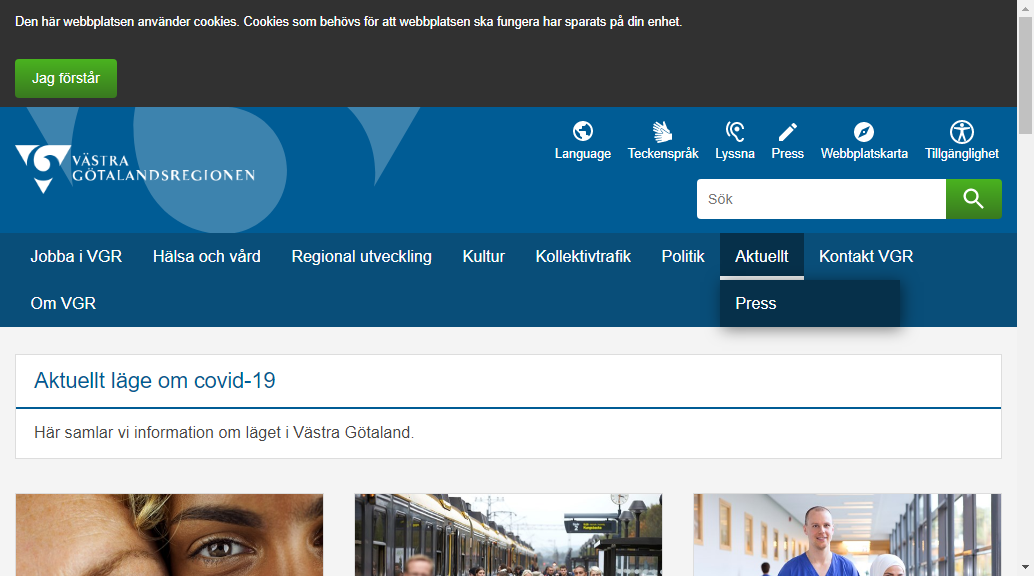 Den här webbplatsen använder cookies. Cookies som behövs för att webbplatsen ska fungera har sparats på din enhet.
Jag förstår
VÄSTRA
GÖTALANDSREGIONEN
Language Teckenspråk Lyssna Press Webbplatskarta Tillgänglighet
Sök
Jobba i VGR Hälsa och vård Regional utveckling Kultur Kollektivtrafik Politik Aktuellt Kontakt VGR
Om VGR Press
Aktuellt läge om covid-19
Här samlar vi information om läget i Västra Götaland.